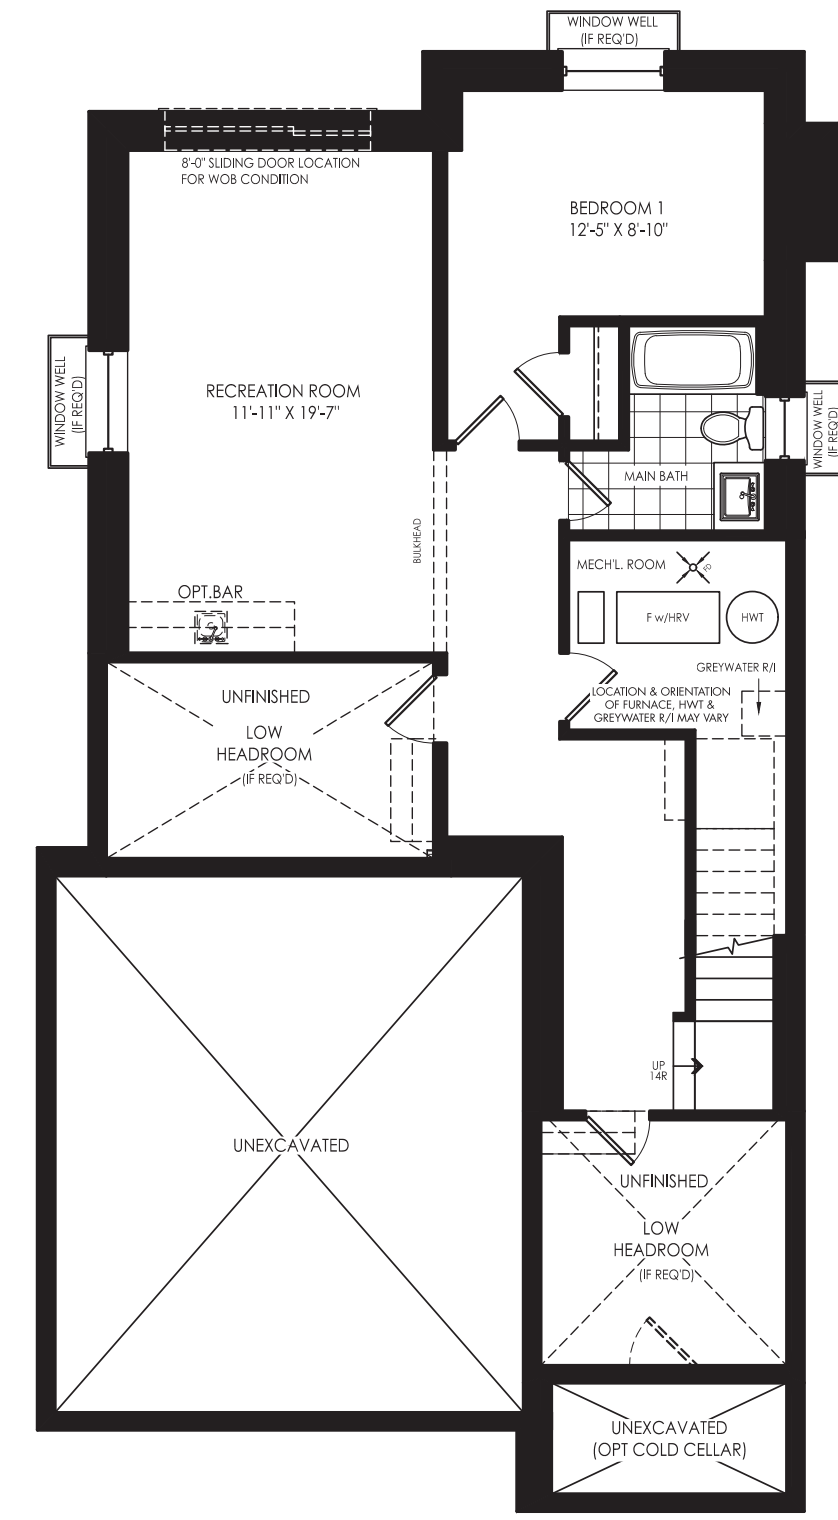 WINDOW WELL
(IF REQ'D)
8'-0" SLIDING DOOR LOCATION
FOR WOB CONDITION
BEDROOM 1
12'-5" X 8'-10"
WINDOW WELL
(IF REQ'D)
RECREATION ROOM
11'-11" X 19'-7"
WINDOW WELL
(IF REQ'D)
MAIN BATH
BULKHEAD
MECH'L. ROOM
FD
OPT.BAR
F w/HRV
HWT
GREYWATER R/I
LOCATION & ORIENTATION
OF FURNACE, HWT &
GREYWATER R/I MAY VARY
UNFINISHED
LOW
HEADROOM
(IF REQ'D)
UP
14R
UNEXCAVATED
UNFINISHED
LOW
HEADROOM
(IF REQ'D)
UNEXCAVATED
(OPT COLD CELLAR)